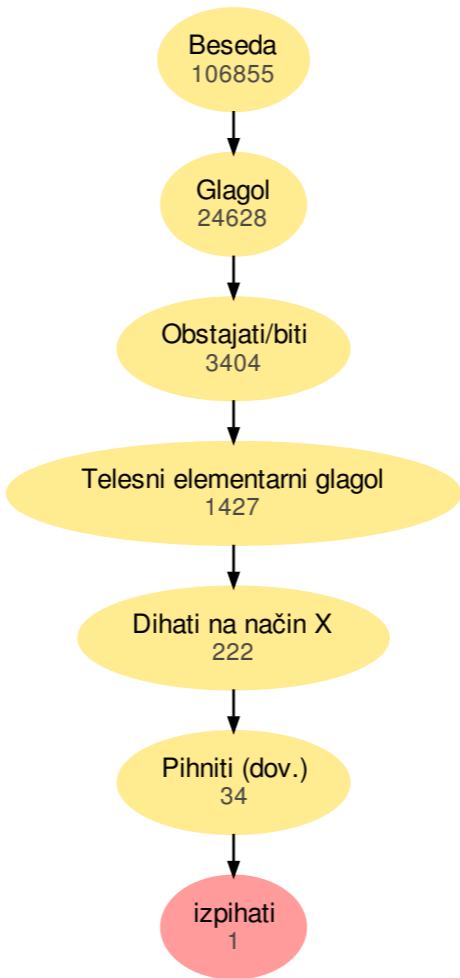 Beseda
106855
Glagol
24628
Obstajati/biti
3404
Telesni elementarni glagol
1427
Dihati na način X
222
Pihniti (dov.)
34
izpihati
1